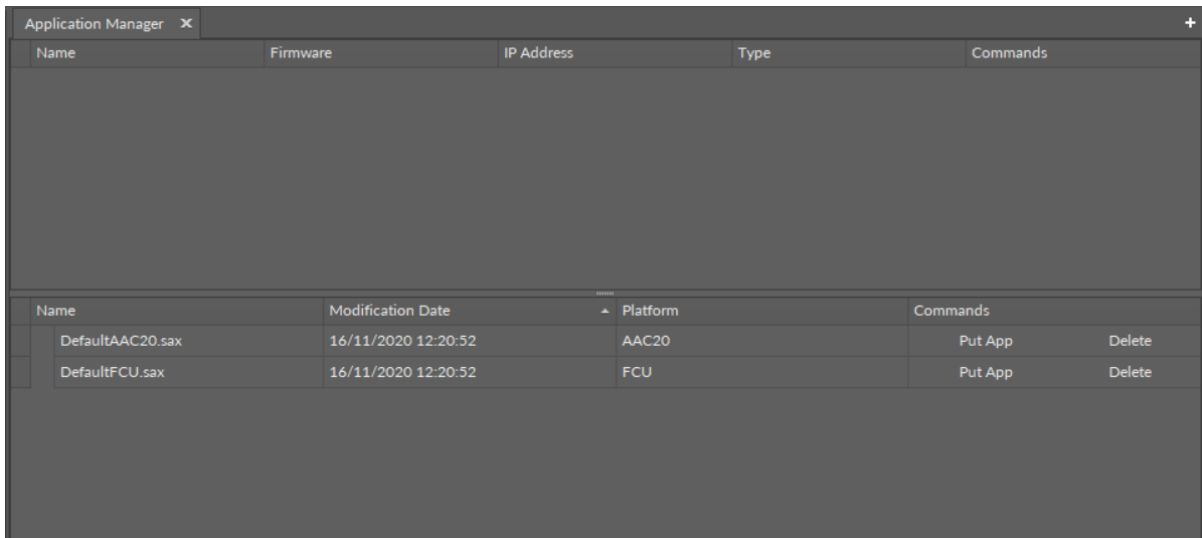 Application Manager
Name Firmware IP Address Type Commands
Name Modification Date Platform Commands
DefaultAAC20.sax 16/11/2020 12:20:52 AAC20 Put App Delete
DefaultFCU.sax 16/11/2020 12:20:52 FCU Put App Delete